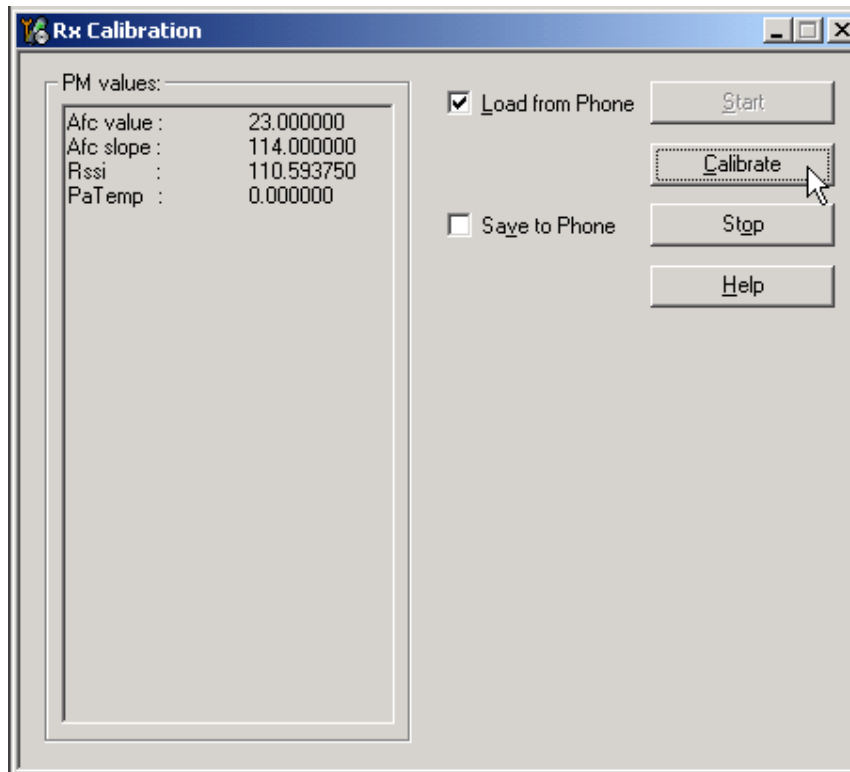 Rx Calibration
PM values:
Afc value : 23.000000
Afc slope : 114.000000
Rssi : 110.593750
PaTemp : 0.000000
Load from Phone
Start
Calibrate
Save to Phone
Stop
Help